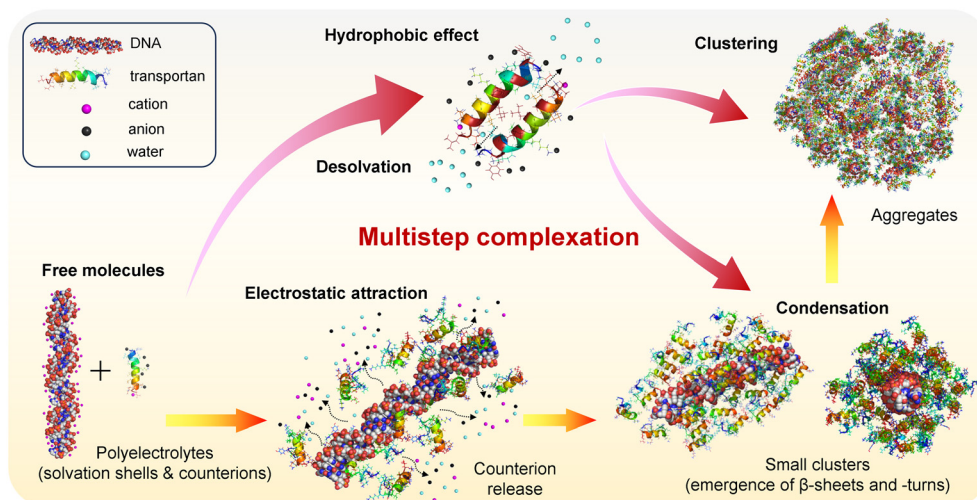 DNA
transportan
cation
anion
water
Hydrophobic effect
Desolvation
Clustering
Aggregates
Multistep complexation
Free molecules
Polyelectrolytes
(solvation shells & counterions)
Electrostatic attraction
Counterion
release
Condensation
Small clusters
(emergence of β-sheets and -turns)